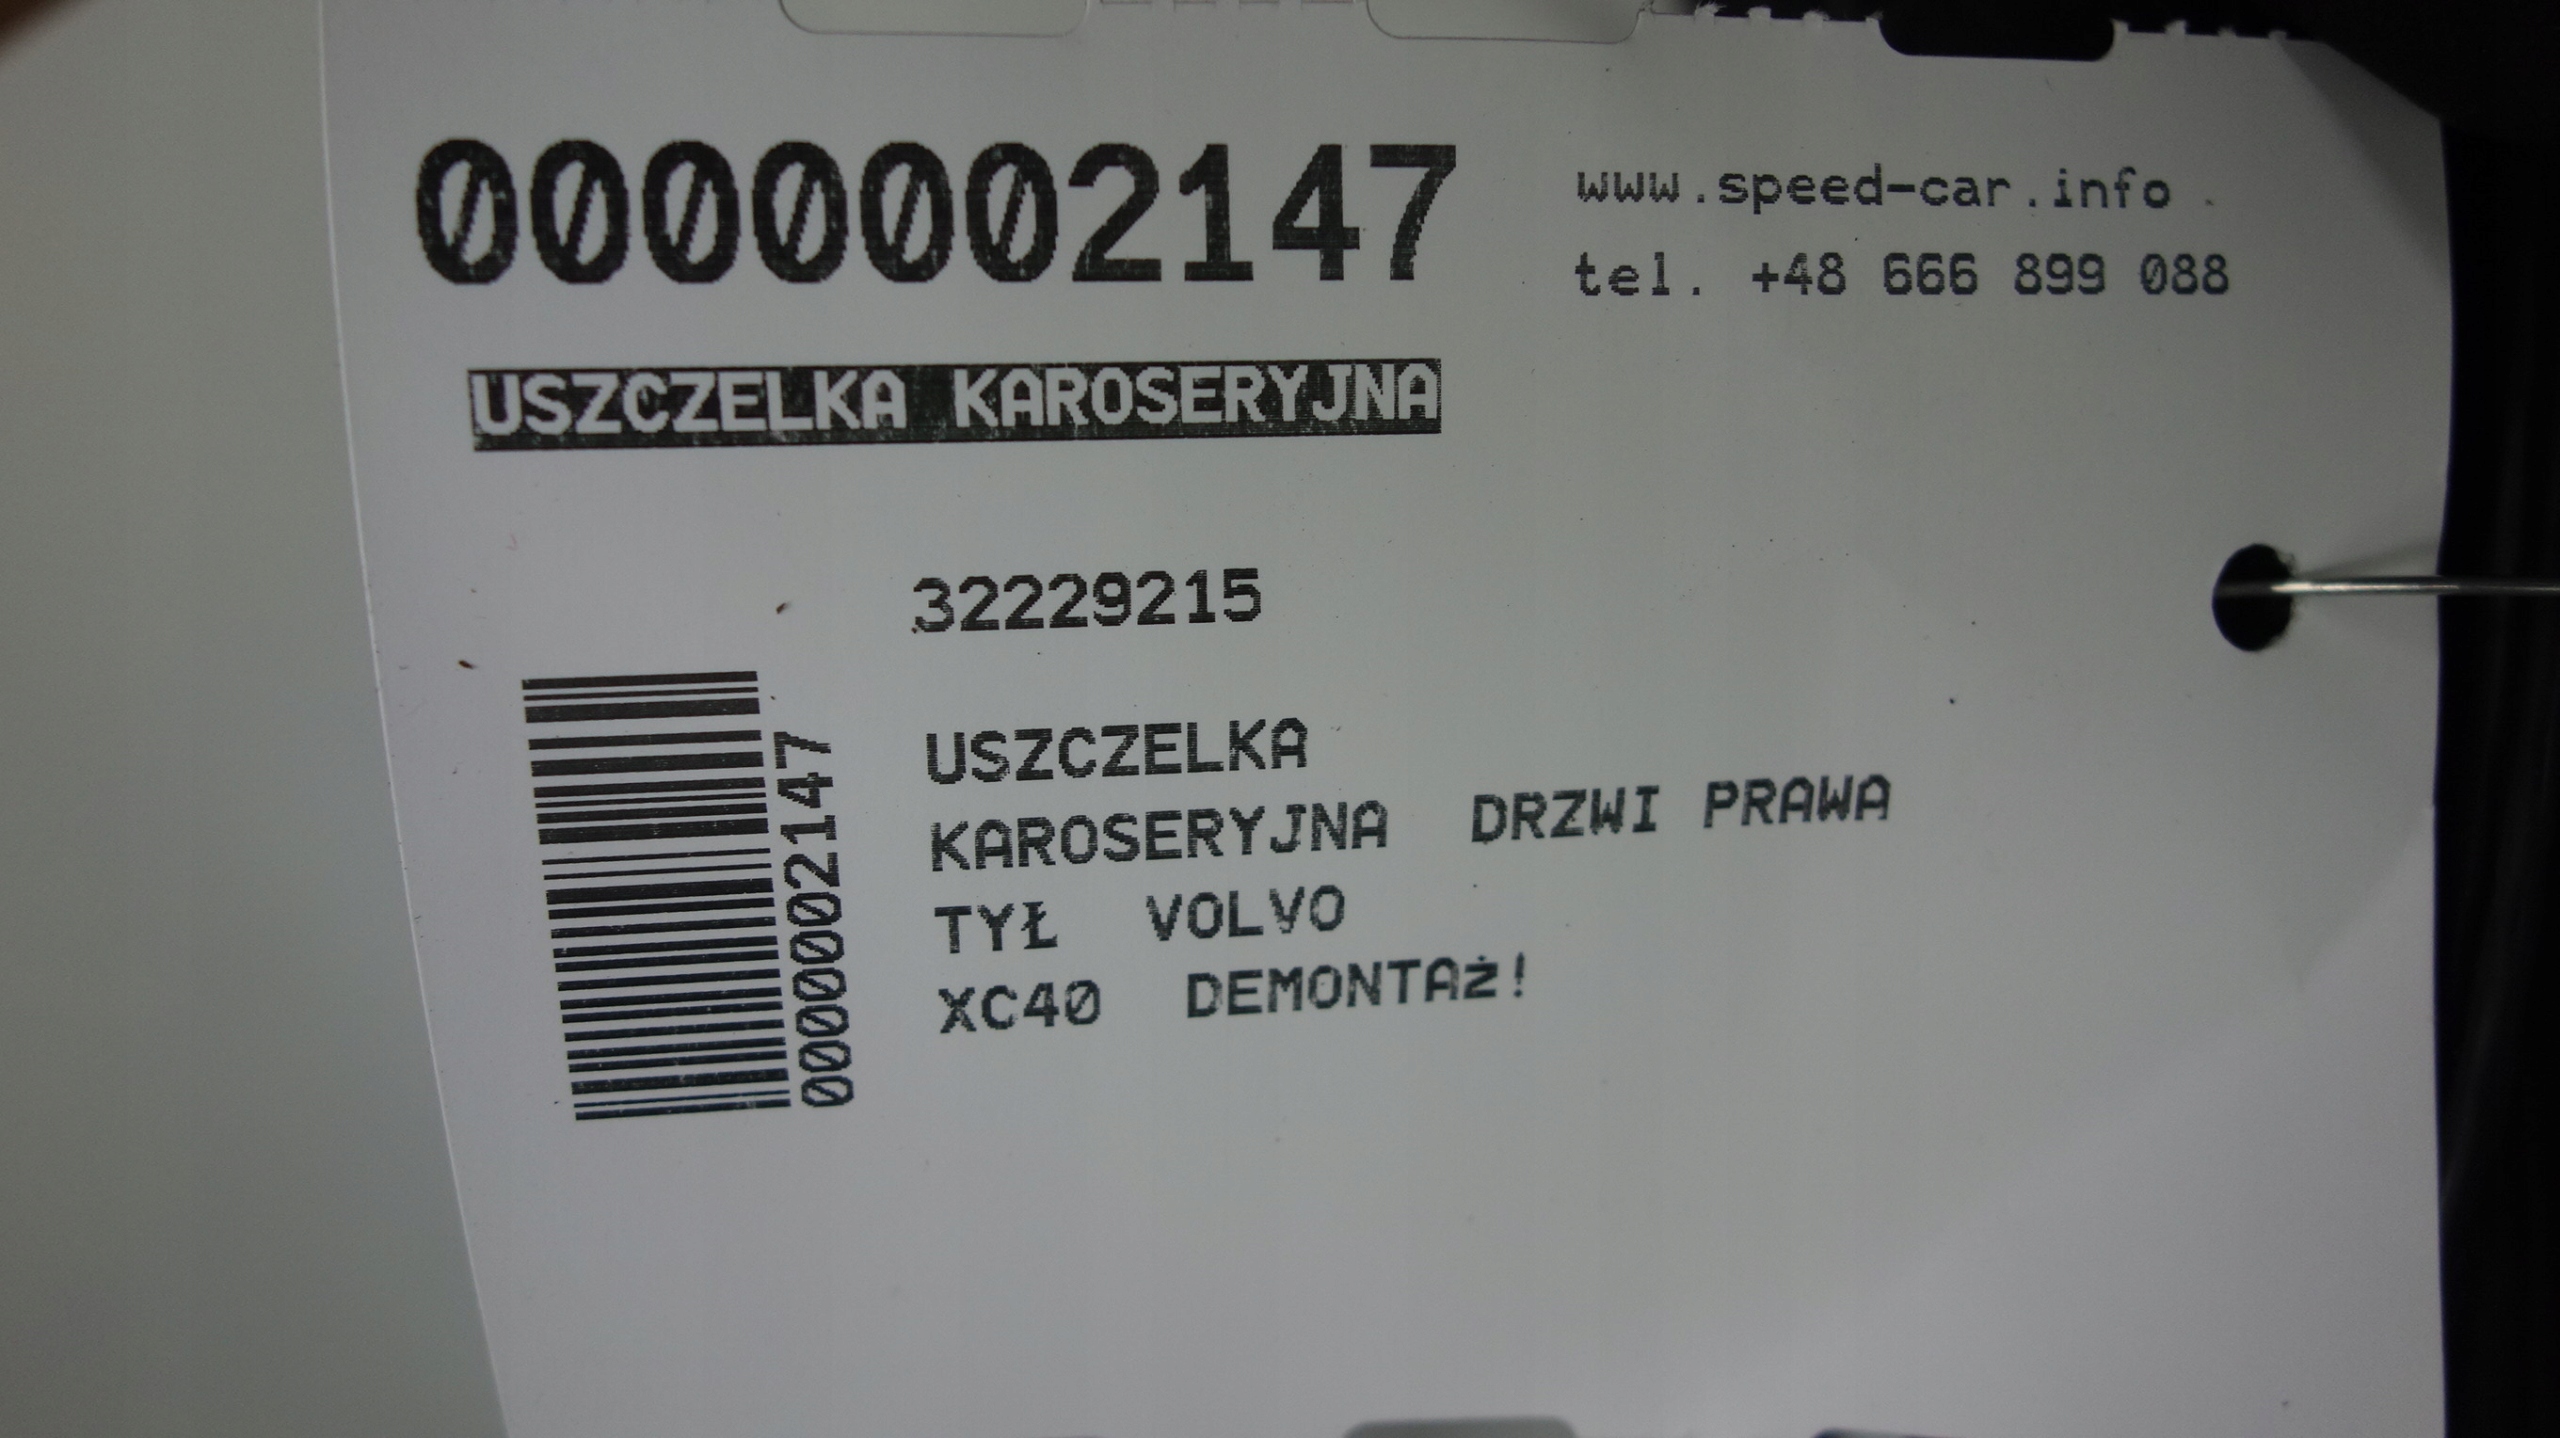 0000002147
www.speed-car.info
tel. +48 666 899 088
USZCZELKA KAROSERYJNA
32229215
0000002147
USZCZELKA
KAROSERYJNA DRZWI PRAWA
TYŁ VOLVO
XC40 DEMONTAż!